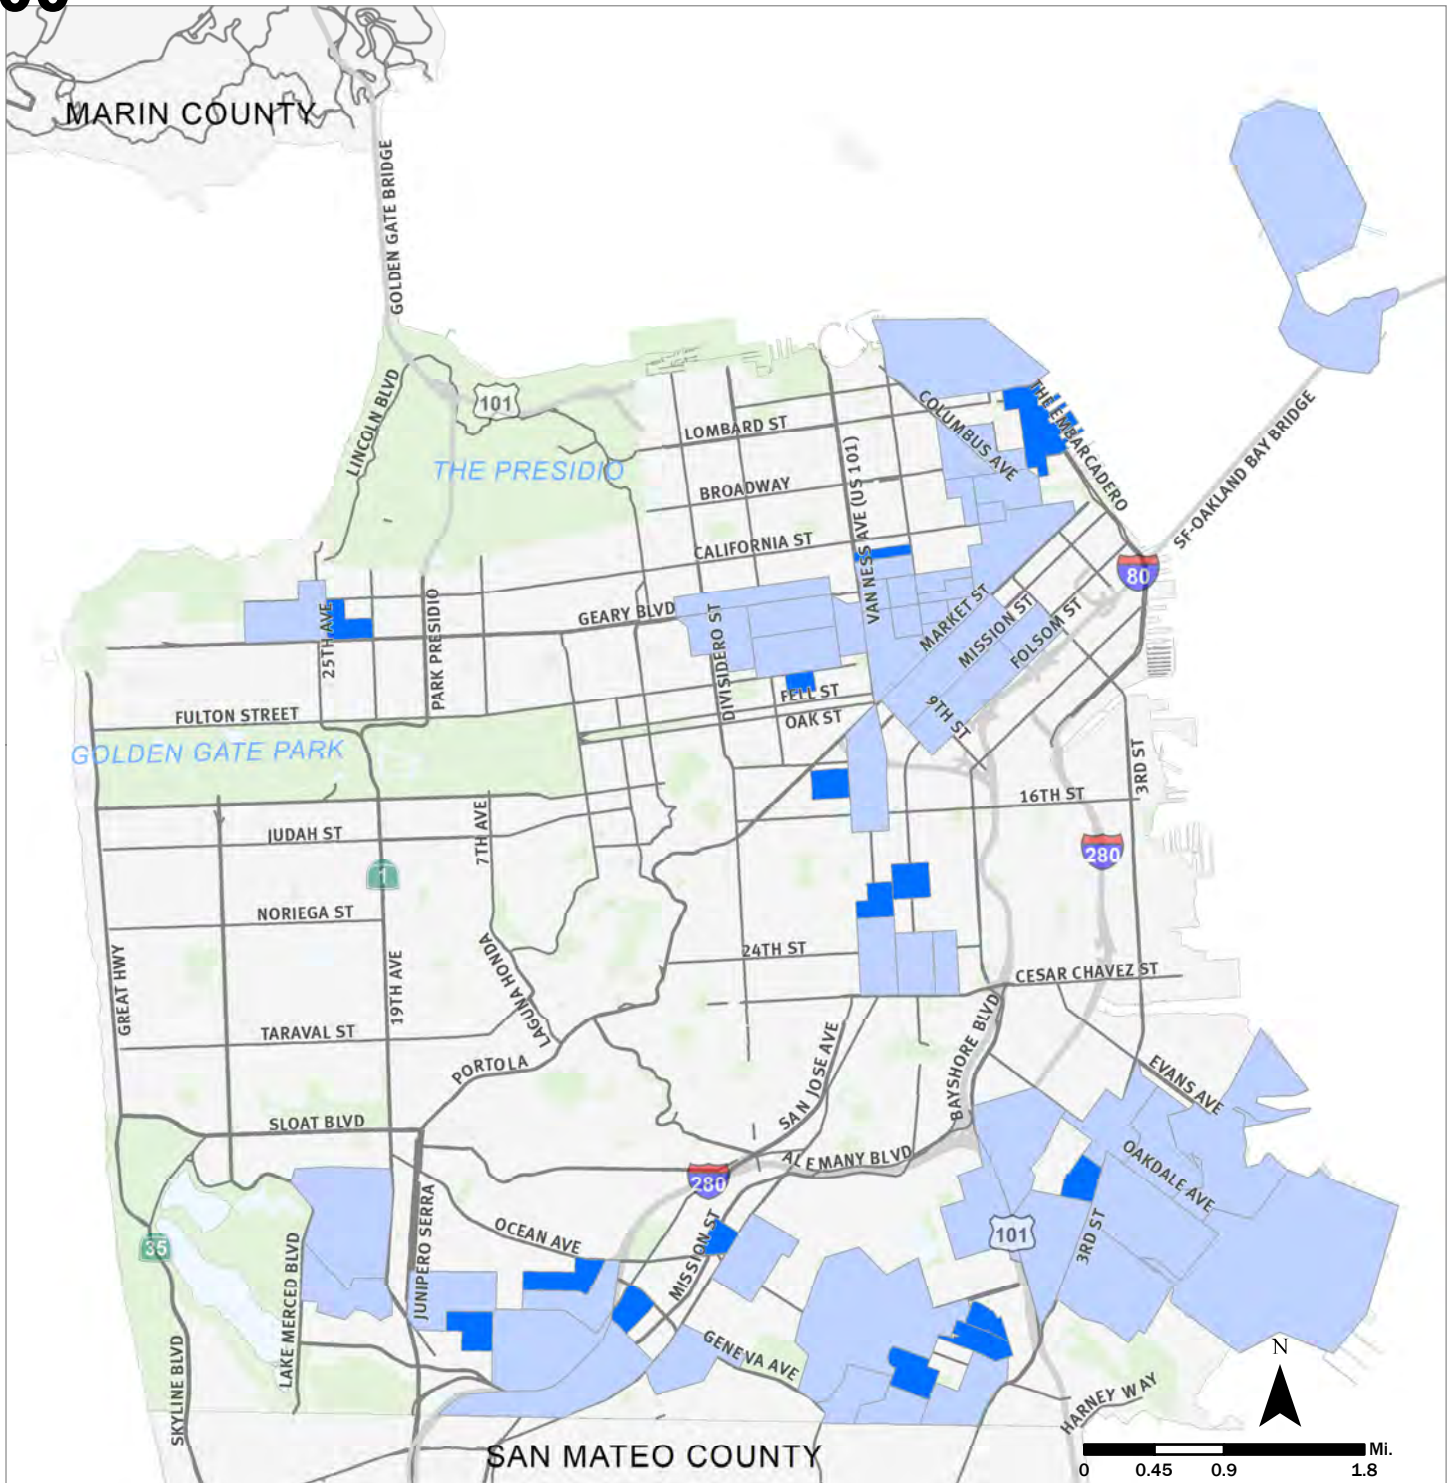 MARIN COUNTY
GOLDEN GATE BRIDGE
LINCOLN BLVD
101
THE PRESIDIO
LOMBARD ST
COLUMBUS AVE
THE EMBARCADERO
BROADWAY
VAN NESS AVE (US 101)
SF-OAKLAND BAY BRIDGE
CALIFORNIA ST
80
25TH AVE
PARK PRESIDIO
GEARY BLVD
DIVISIDERO ST
MARKET ST
MISSION ST
FOLSOM ST
FELL ST
OAK ST
9TH ST
FULTON STREET
GOLDEN GATE PARK
3RD ST
16TH ST
7TH AVE
JUDAH ST
280
1
NORIEGA ST
24TH ST
CESAR CHAVEZ ST
GREAT HWY
19TH AVE
LAGUNA HONDA
TARAVAL ST
PORTOLA
SAN JOSE AVE
BAYSHORE BLVD
EVANS AVE
SLOAT BLVD
ALEMANY BLVD
OAKDALE AVE
280
JUNIPERO SERRA
OCEAN AVE
MISSION ST
101
3RD ST
35
LAKE MERCED BLVD
SKYLINE BLVD
GENEVA AVE
HARNEY WAY
N
SAN MATEO COUNTY
Mi.
0 0.45 0.9 1.8